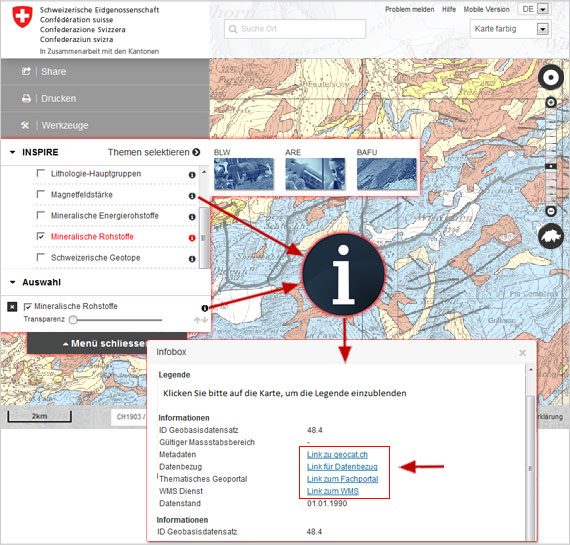 Schweizerische Eidgenossenschaft
Confédération suisse
Confederazione Svizzera
Confederaziun svizra
In Zusammenarbeit mit den Kantonen
Problem melden Hilfe Mobile Version DE
Suche Ort
Karte farbig
Share
Drucken
Werkzeuge
INSPIRE Themen selektieren
Lithologie-Hauptgruppen
Magnetfeldstärke
Mineralische Energierohstoffe
Mineralische Rohstoffe
Schweizerische Geotope
BLW ARE BAFU
Wildhorn
i
Auswahl
Mineralische Rohstoffe
Transparenz
Menü schliesse
2km
CH1903 /
Infobox
Legende
Klicken Sie bitte auf die Karte, um die Legende einzublenden
Informationen
ID Geobasisdatensatz 48.4
Gültiger Massstabsbereich -
Metadaten Link zu geocat.ch
Datenbezug Link für Datenbezug
Thematisches Geoportal Link zum Fachportal
WMS Dienst Link zum WMS
Datenstand 01.01.1990
Informationen
ID Geobasisdatensatz 48.4
klärung